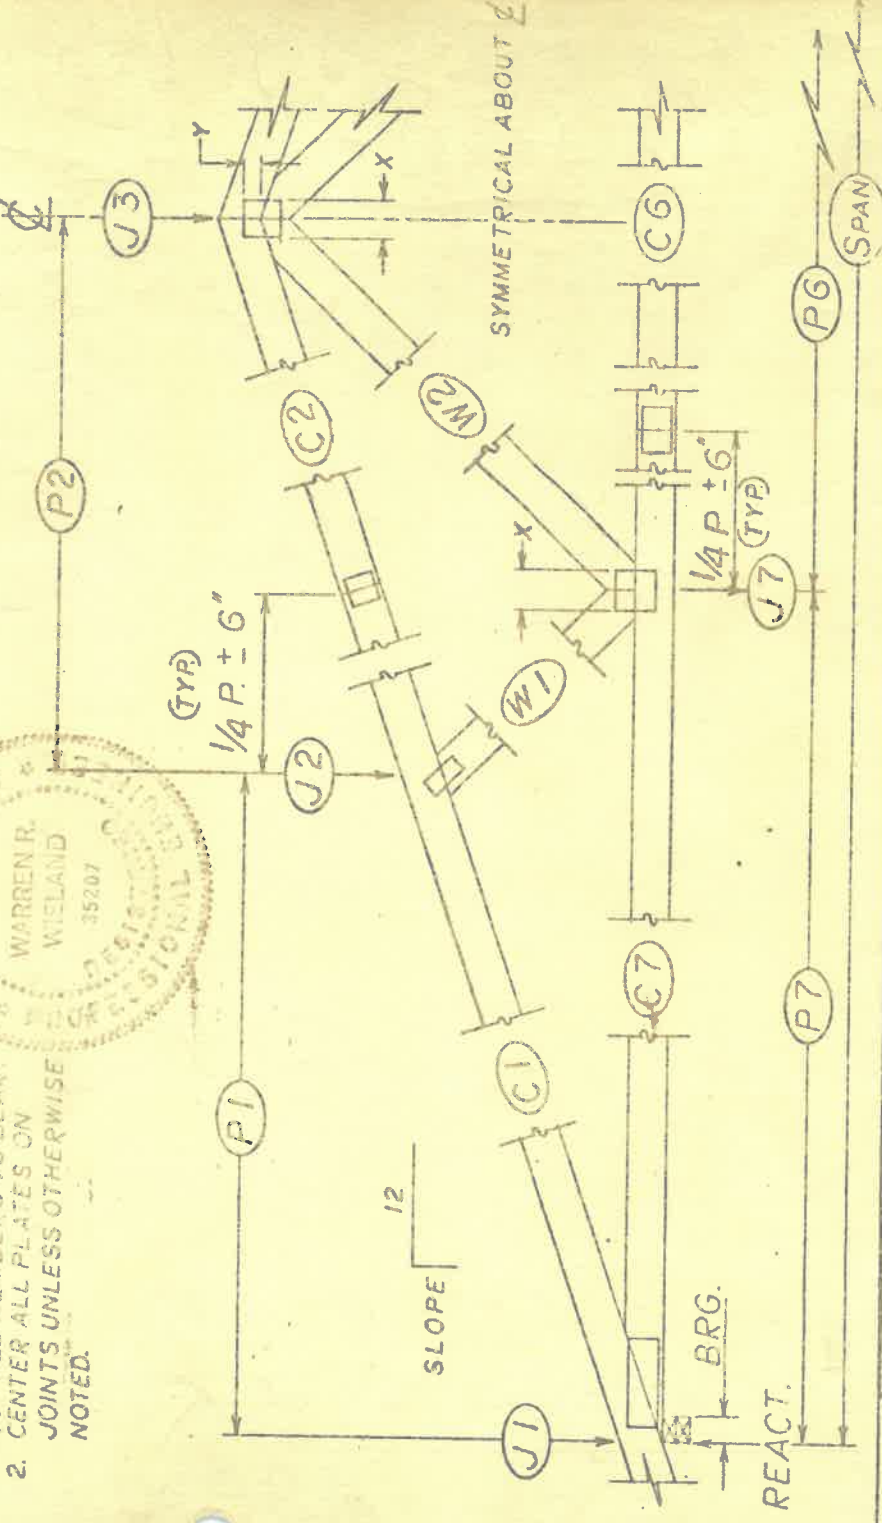 2. CENTER ALL PLATES ON
JOINTS UNLESS OTHERWISE
NOTED.
WARREN R.
WIELAND
35207
P2
J3
Y
X
SYMMETRICAL ABOUT ℄
℄
P1
(TYP.)
1/4 P. ± 6"
J2
C2
W2
12
SLOPE
C1
W1
X
J1
C7
J7
1/4 P ± 6"
(TYP.)
C6
BRG.
REACT.
P7
P6
SPAN